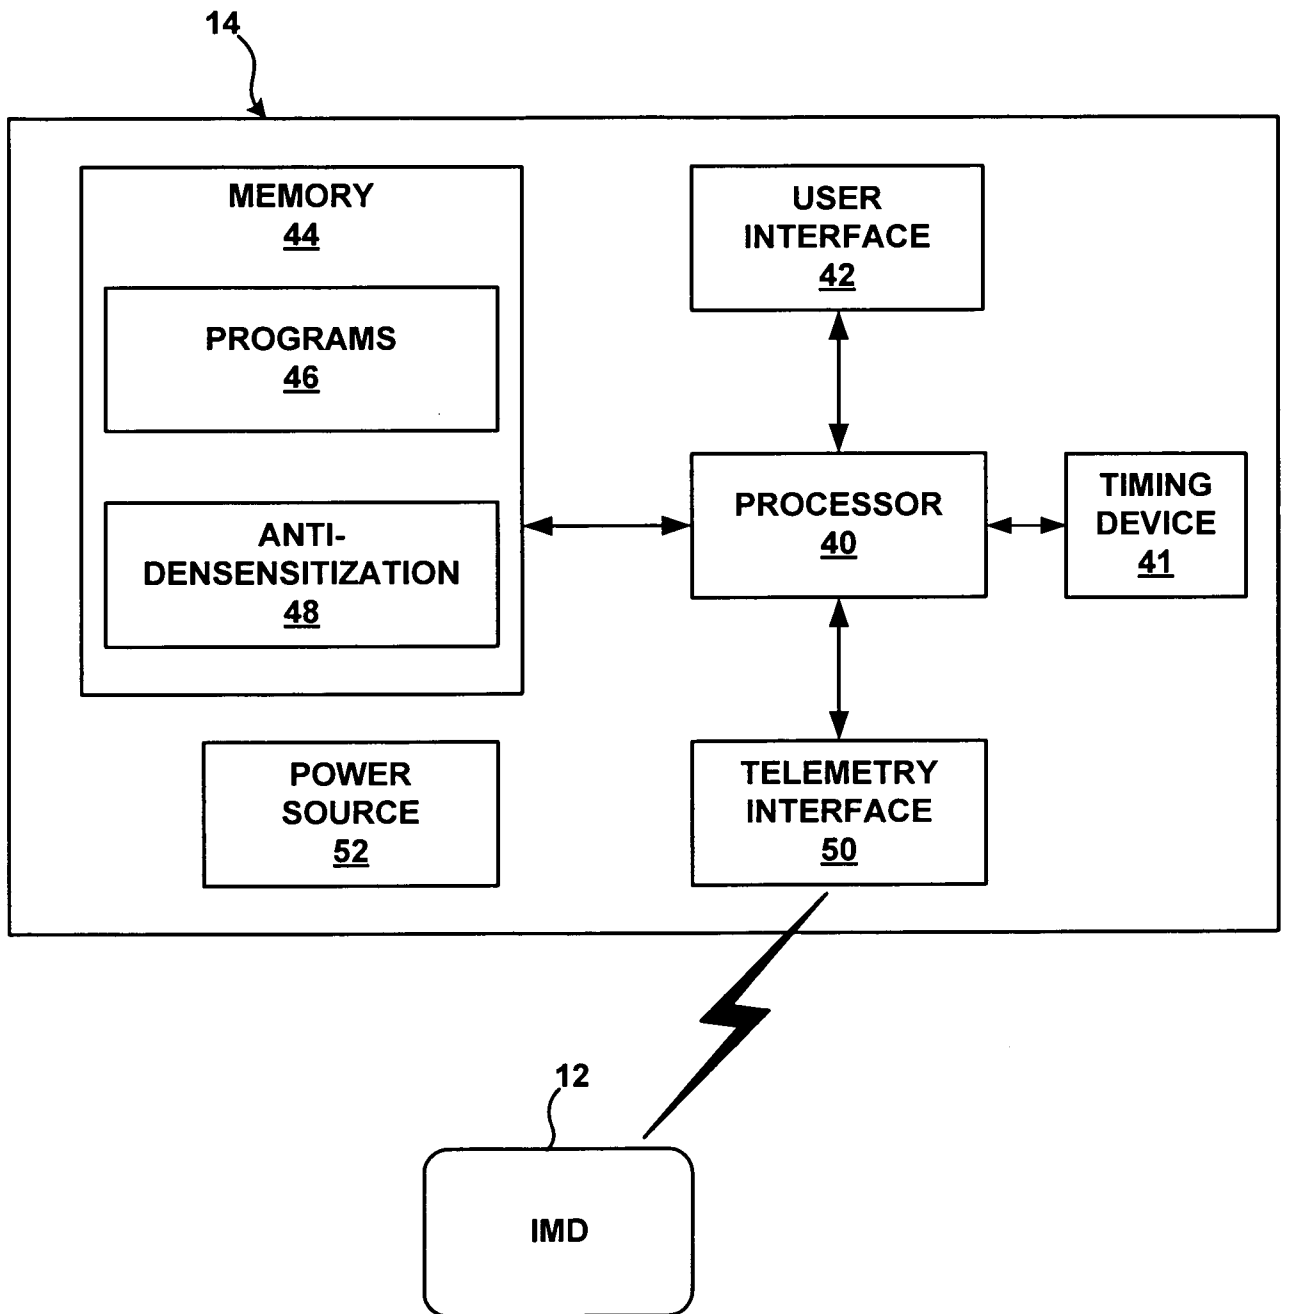 14
MEMORY
44
PROGRAMS
46
ANTI-
DENSENSITIZATION
48
POWER
SOURCE
52
USER
INTERFACE
42
PROCESSOR
40
TIMING
DEVICE
41
TELEMETRY
INTERFACE
50
12
IMD